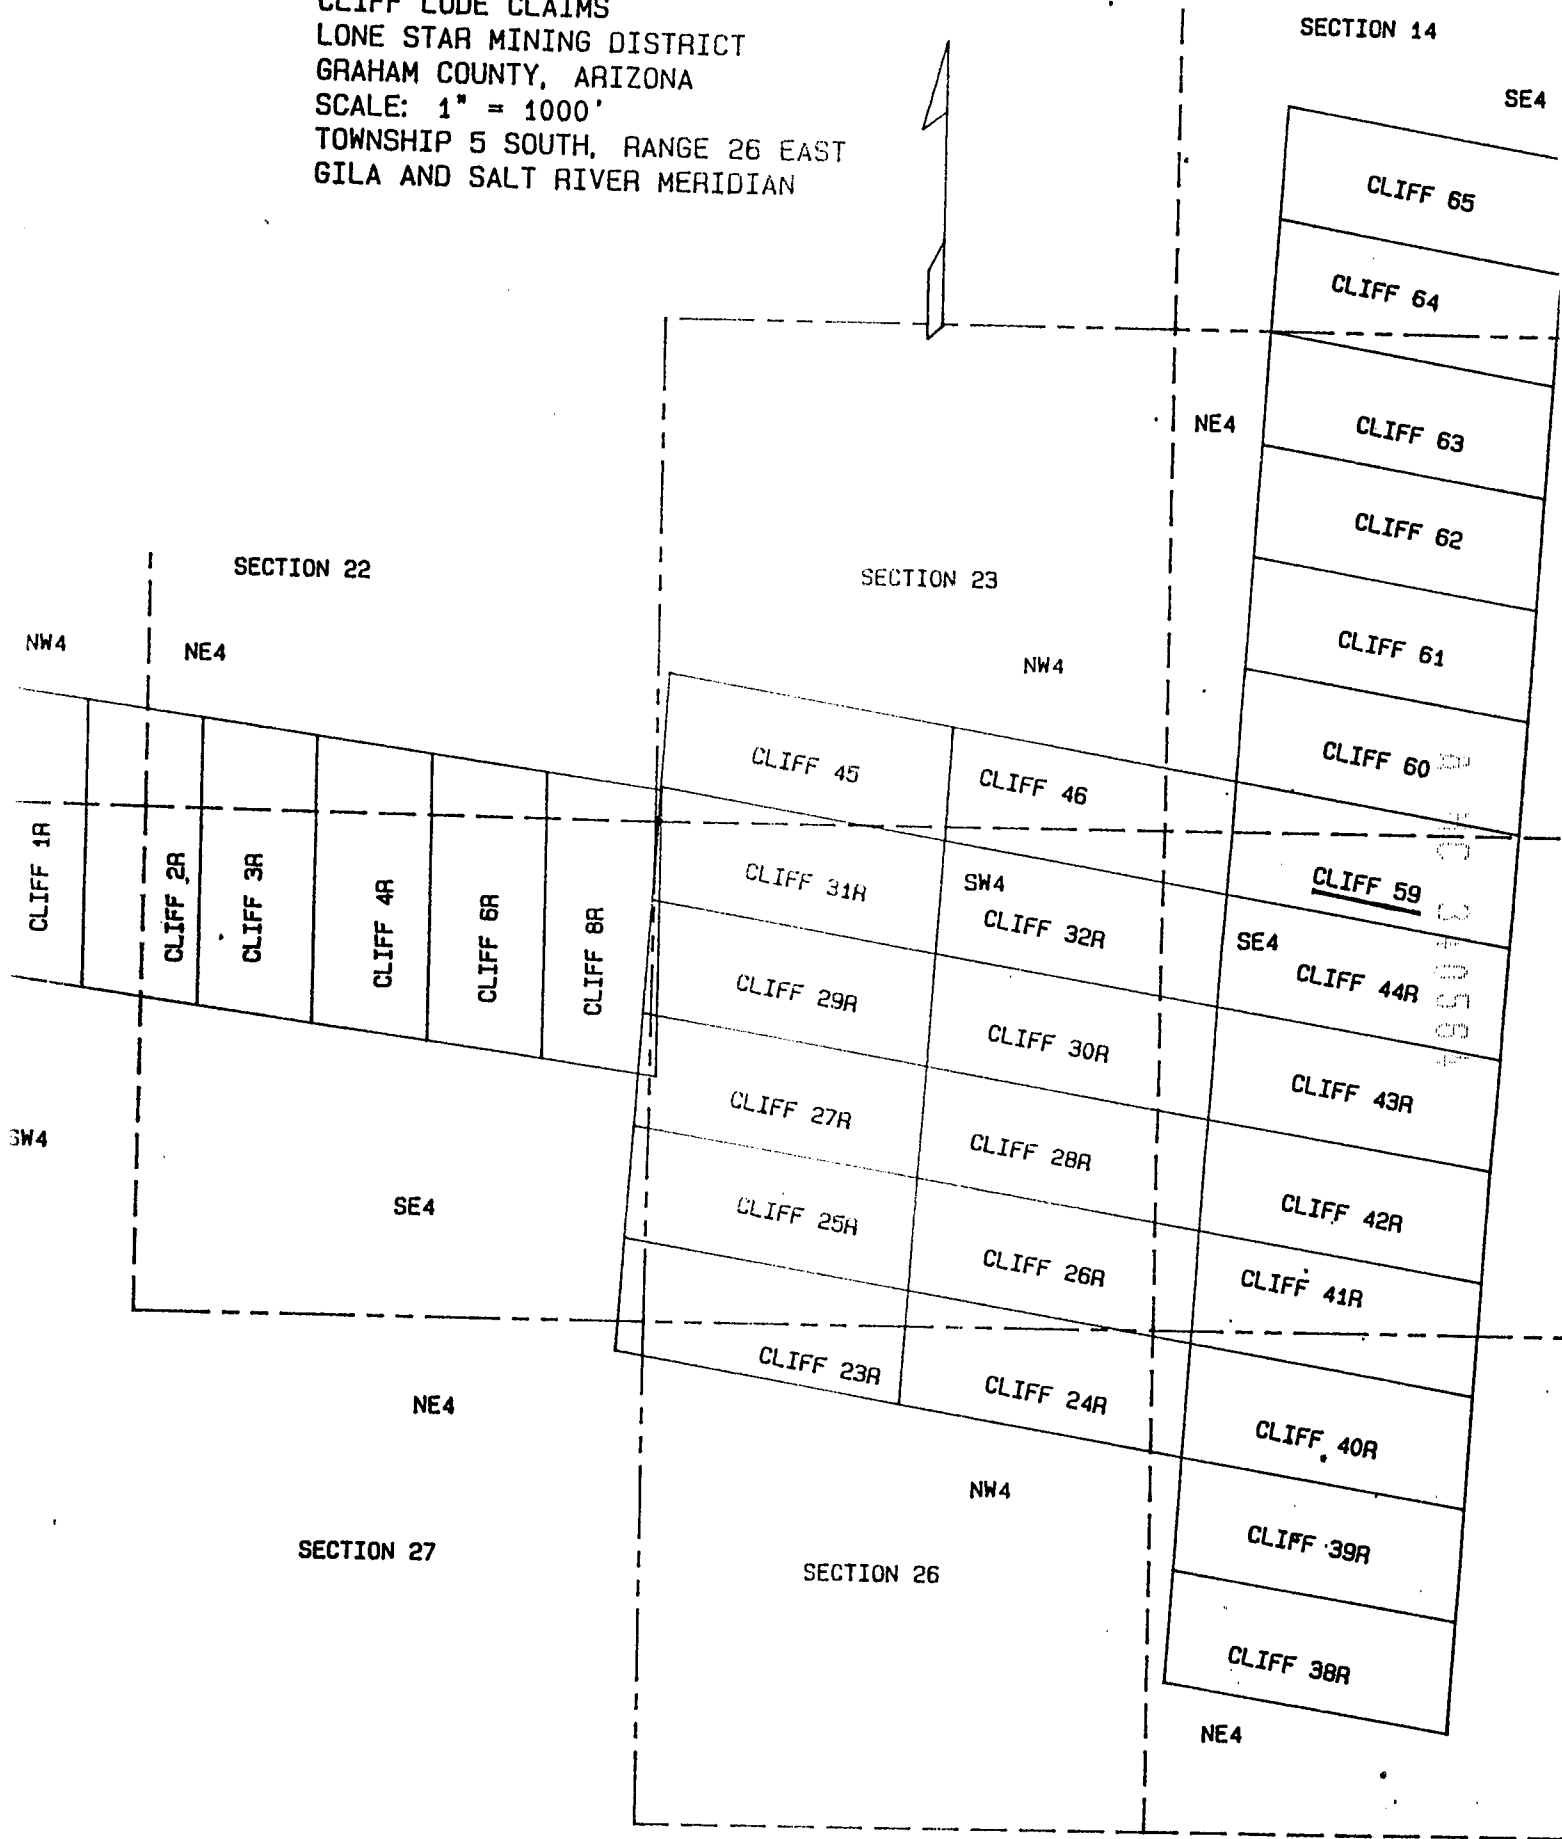 CLIFF LODE CLAIMS
LONE STAR MINING DISTRICT
GRAHAM COUNTY, ARIZONA
SCALE: 1" = 1000'
TOWNSHIP 5 SOUTH, RANGE 26 EAST
GILA AND SALT RIVER MERIDIAN
SECTION 14
SE4
CLIFF 65
CLIFF 64
NE4
CLIFF 63
CLIFF 62
SECTION 22
SECTION 23
NW4
NE4
NW4
CLIFF 61
CLIFF 60
CLIFF 45
CLIFF 46
CLIFF 1R
CLIFF 2R
CLIFF 3R
CLIFF 4R
CLIFF 6R
CLIFF 8R
CLIFF 31R
SW4
CLIFF 32R
CLIFF 59
SE4
CLIFF 44R
CLIFF 29R
CLIFF 30R
CLIFF 43R
CLIFF 27R
CLIFF 28R
SW4
SE4
CLIFF 25R
CLIFF 26R
CLIFF 42R
CLIFF 41R
CLIFF 23R
CLIFF 24R
NE4
CLIFF 40R
NW4
CLIFF 39R
SECTION 27
SECTION 26
CLIFF 38R
NE4